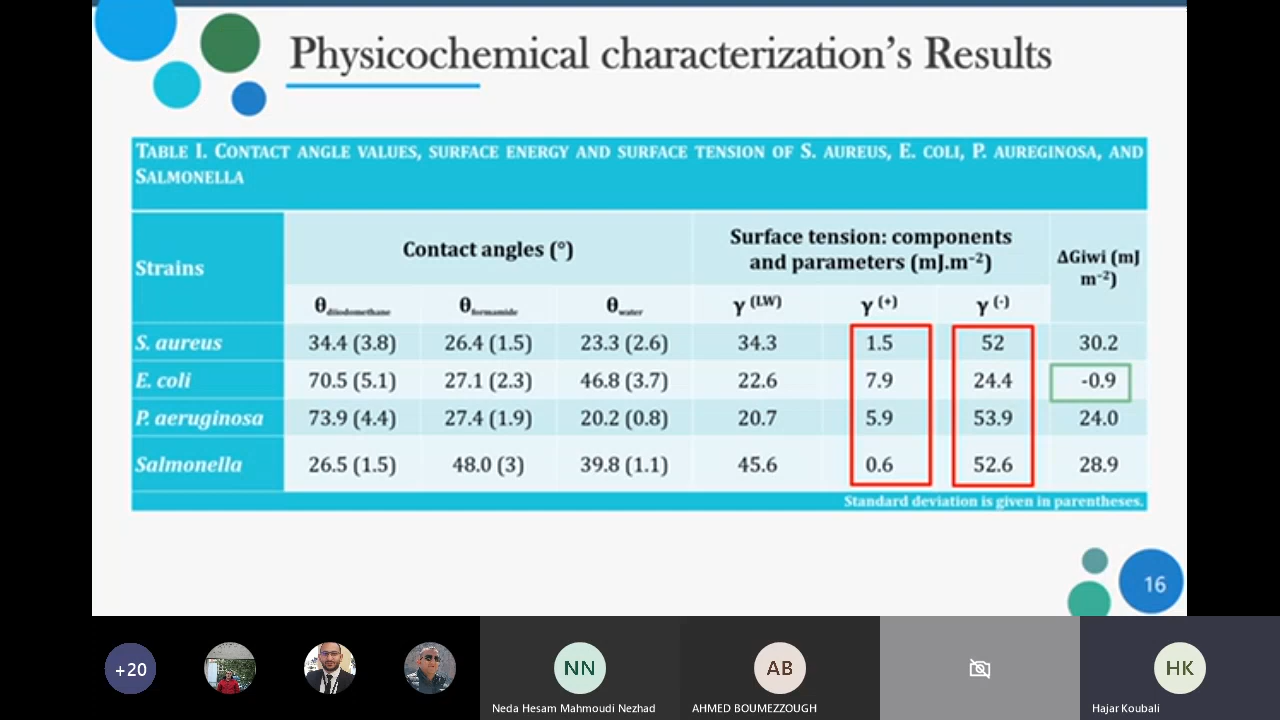 Physicochemical characterization's Results
TABLE I. CONTACT ANGLE VALUES, SURFACE ENERGY AND SURFACE TENSION OF S. AUREUS, E. COLI, P. AUREGINOSA, AND
SALMONELLA
Strains
Contact angles (°)
Surface tension: components
and parameters (mJ.m⁻²)
ΔGiwi (mJ
m⁻²)
θdiiodomethane θformamide θwater γ (LW) γ (+) γ (-)
S. aureus 34.4 (3.8) 26.4 (1.5) 23.3 (2.6) 34.3 1.5 52 30.2
E. coli 70.5 (5.1) 27.1 (2.3) 46.8 (3.7) 22.6 7.9 24.4 -0.9
P. aeruginosa 73.9 (4.4) 27.4 (1.9) 20.2 (0.8) 20.7 5.9 53.9 24.0
Salmonella 26.5 (1.5) 48.0 (3) 39.8 (1.1) 45.6 0.6 52.6 28.9
Standard deviation is given in parentheses.
16
+20
NN
AB
HK
Neda Hesam Mahmoudi Nezhad
AHMED BOUMEZZOUGH
Hajar Koubali